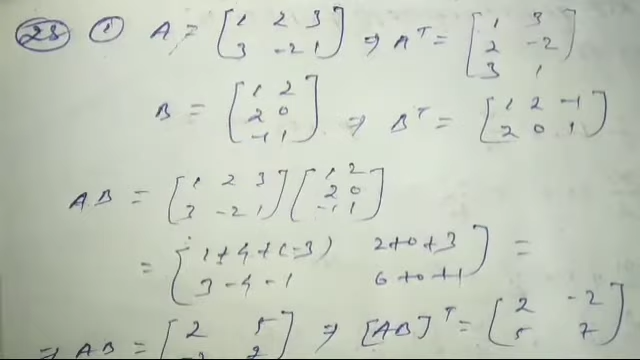 28 (1) A = [1 2 3; 3 -2 1] ⇒ A^T = [1 3; 2 -2; 3 1]
B = [1 2; 2 0; -1 1] ⇒ B^T = [1 2 -1; 2 0 1]
AB = [1 2 3; 3 -2 1] [1 2; 2 0; -1 1]
= [1+4+(-3) 2+0+3; 3-4-1 6+0+1] =
⇒ AB = [2 5; -2 7] ⇒ [AB]^T = [2 -2; 5 7]